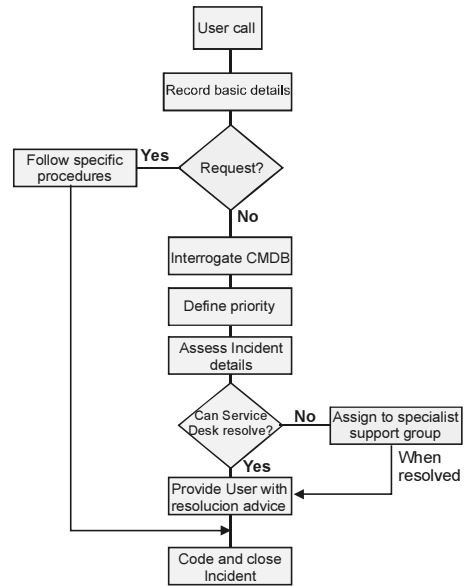 User call
Record basic details
Follow specific
procedures
Yes
Request?
No
Interrogate CMDB
Define priority
Assess Incident
details
Can Service
Desk resolve?
No
Assign to specialist
support group
When
resolved
Yes
Provide User with
resolucion advice
Code and close
Incident